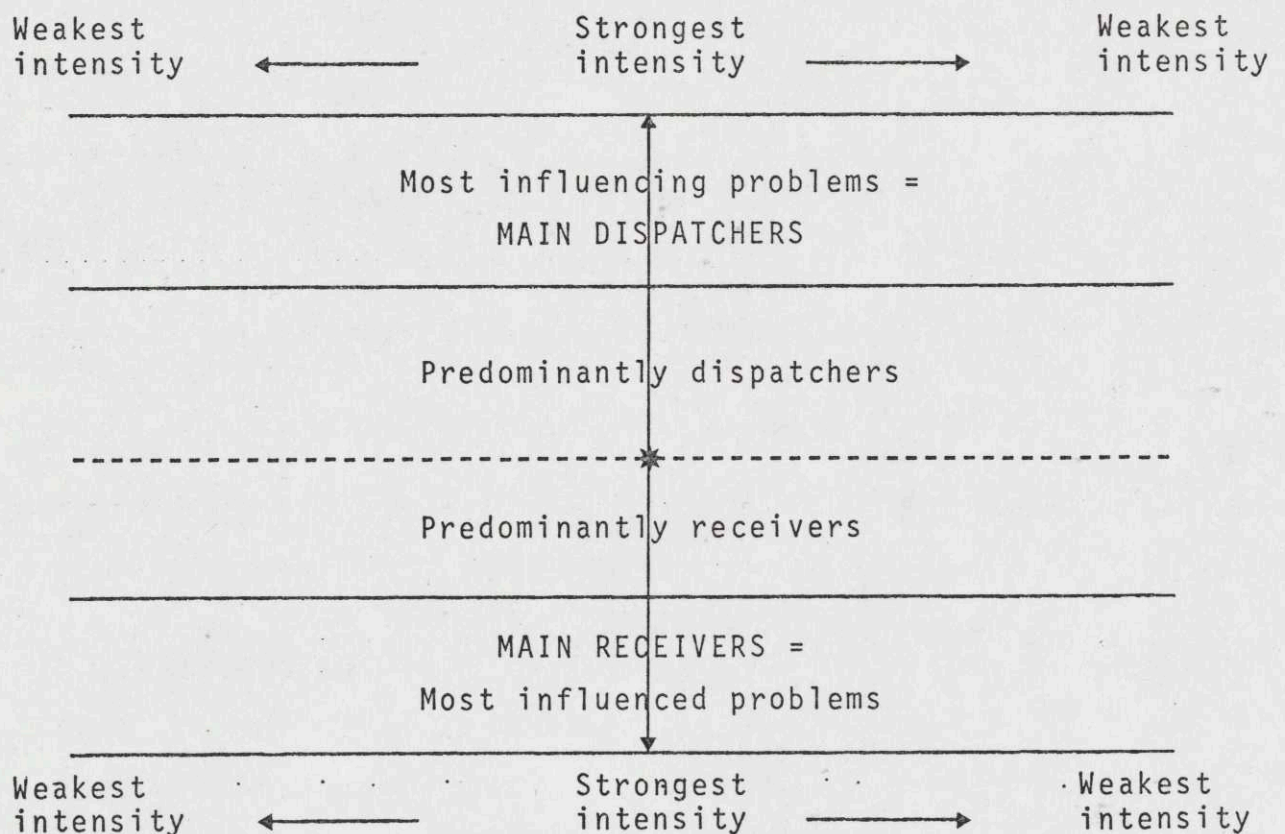 Weakest Strongest Weakest
intensity intensity intensity
Most influencing problems =
MAIN DISPATCHERS
Predominantly dispatchers
Predominantly receivers
MAIN RECEIVERS =
Most influenced problems
Weakest Strongest Weakest
intensity intensity intensity